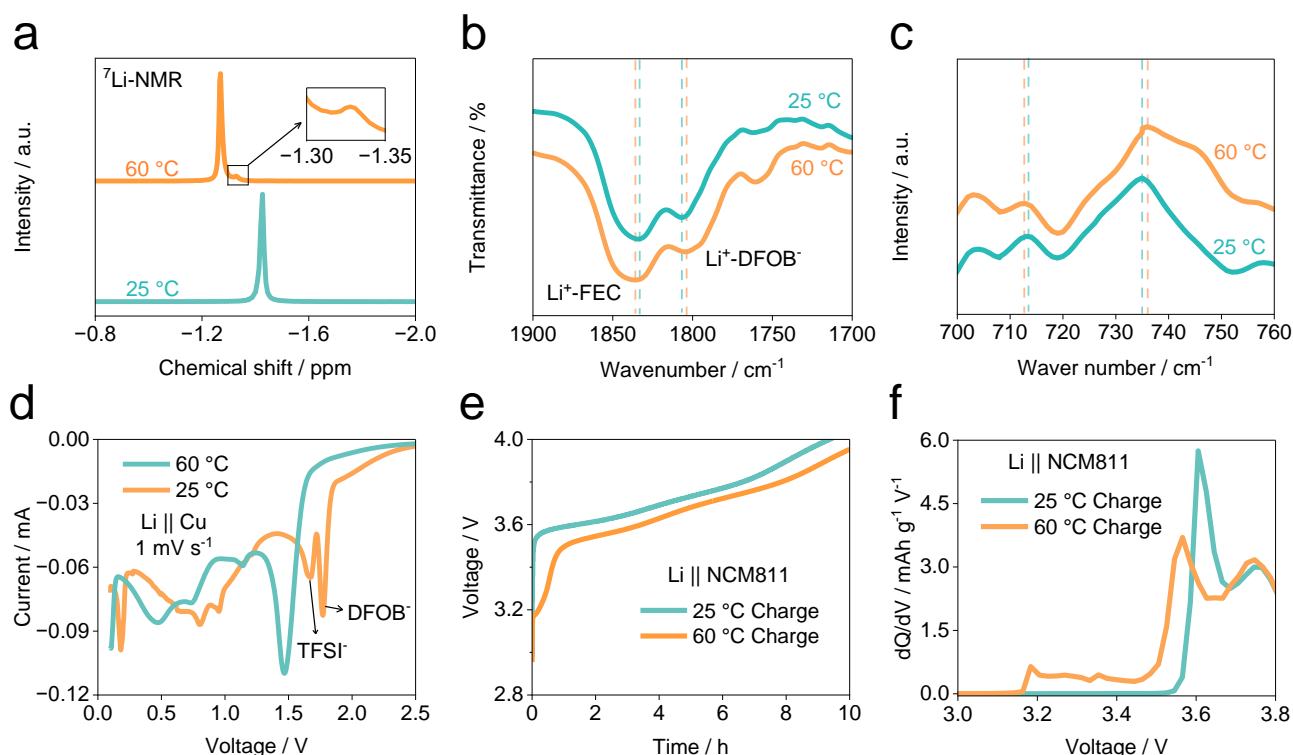 a
⁷Li-NMR
60 °C
25 °C
−1.30
−1.35
−0.8
−1.2
−1.6
−2.0
Intensity / a.u.
Chemical shift / ppm
b
25 °C
60 °C
Li⁺-DFOB⁻
Li⁺-FEC
1900
1850
1800
1750
1700
Transmittance / %
Wavenumber / cm⁻¹
c
60 °C
25 °C
700
710
720
730
740
750
760
Intensity / a.u.
Waver number / cm⁻¹
d
0.00
−0.03
−0.06
−0.09
−0.12
60 °C
25 °C
Li || Cu
1 mV s⁻¹
DFOB⁻
TFSI⁻
0.0
0.5
1.0
1.5
2.0
2.5
Current / mA
Voltage / V
e
4.0
3.6
3.2
2.8
Li || NCM811
25 °C Charge
60 °C Charge
0
2
4
6
8
10
Voltage / V
Time / h
f
6.0
4.5
3.0
1.5
0.0
Li || NCM811
25 °C Charge
60 °C Charge
3.0
3.2
3.4
3.6
3.8
dQ/dV / mAh g⁻¹ V⁻¹
Voltage / V